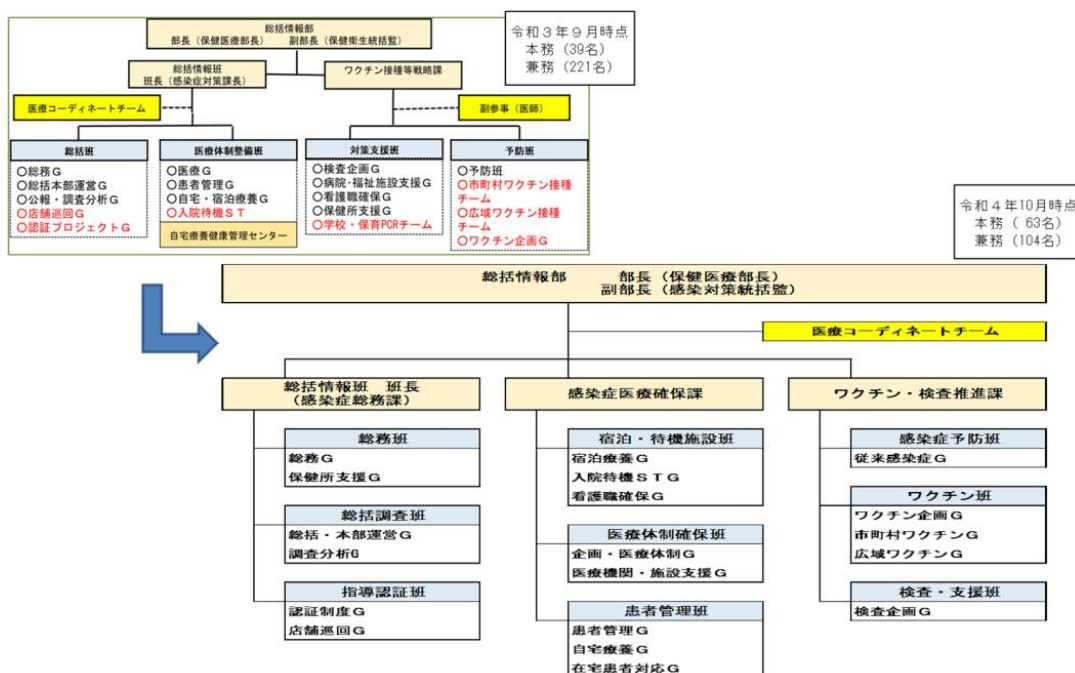 総括情報部
部長（保健医療部長）　副部長（保健衛生統括監）
令和３年９月時点
本務（39名）
兼務（221名）
総括情報班
班長（感染症対策課長）
ワクチン接種等戦略課
医療コーディネートチーム
副参事（医師）
総括班
○総務Ｇ
○総括本部運営Ｇ
○公報・調査分析Ｇ
○店舗巡回Ｇ
○認証プロジェクトＧ
医療体制整備班
○医療Ｇ
○患者管理Ｇ
○自宅・宿泊療養Ｇ
○入院待機ＳＴ
自宅療養健康管理センター
対策支援班
○検査企画Ｇ
○病院・福祉施設支援Ｇ
○看護職確保Ｇ
○保健所支援Ｇ
○学校・保育PCRチーム
予防班
○予防班
○市町村ワクチン接種
チーム
○広域ワクチン接種
チーム
○ワクチン企画Ｇ
令和４年10月時点
本務（ 63名）
兼務（104名）
総括情報部　　部長（保健医療部長）
副部長（感染対策統括監）
医療コーディネートチーム
総括情報班　班長
（感染症総務課）
総務班
総務Ｇ
保健所支援Ｇ
総括調査班
総括・本部運営Ｇ
調査分析Ｇ
指導認証班
認証制度Ｇ
店舗巡回Ｇ
感染症医療確保課
宿泊・待機施設班
宿泊療養Ｇ
入院待機ＳＴＧ
看護職確保Ｇ
医療体制確保班
企画・医療体制Ｇ
医療機関・施設支援Ｇ
患者管理班
患者管理Ｇ
自宅療養Ｇ
在宅患者対応Ｇ
ワクチン・検査推進課
感染症予防班
従来感染症Ｇ
ワクチン班
ワクチン企画Ｇ
市町村ワクチンＧ
広域ワクチンＧ
検査・支援班
検査企画Ｇ